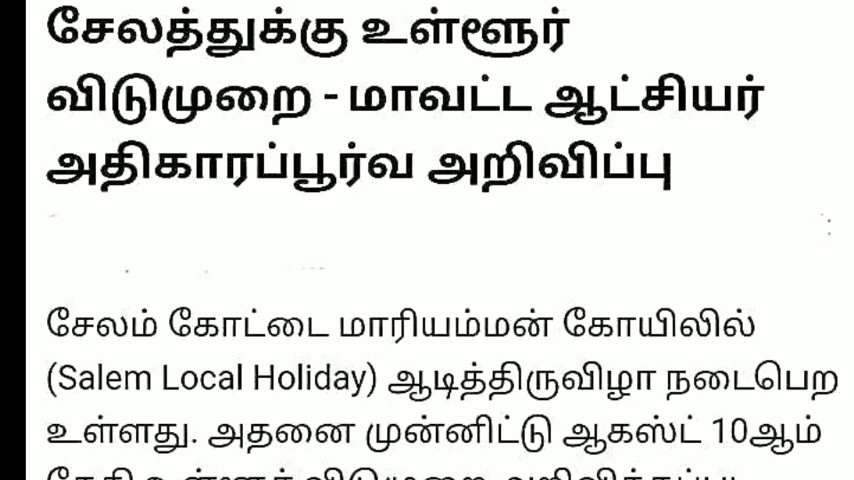 சேலத்துக்கு உள்ளூர்
விடுமுறை - மாவட்ட ஆட்சியர்
அதிகாரப்பூர்வ அறிவிப்பு
சேலம் கோட்டை மாரியம்மன் கோயிலில்
(Salem Local Holiday) ஆடித்திருவிழா நடைபெற
உள்ளது. அதனை முன்னிட்டு ஆகஸ்ட் 10ஆம்
தேதி உள்ளூர் விடுமுறை